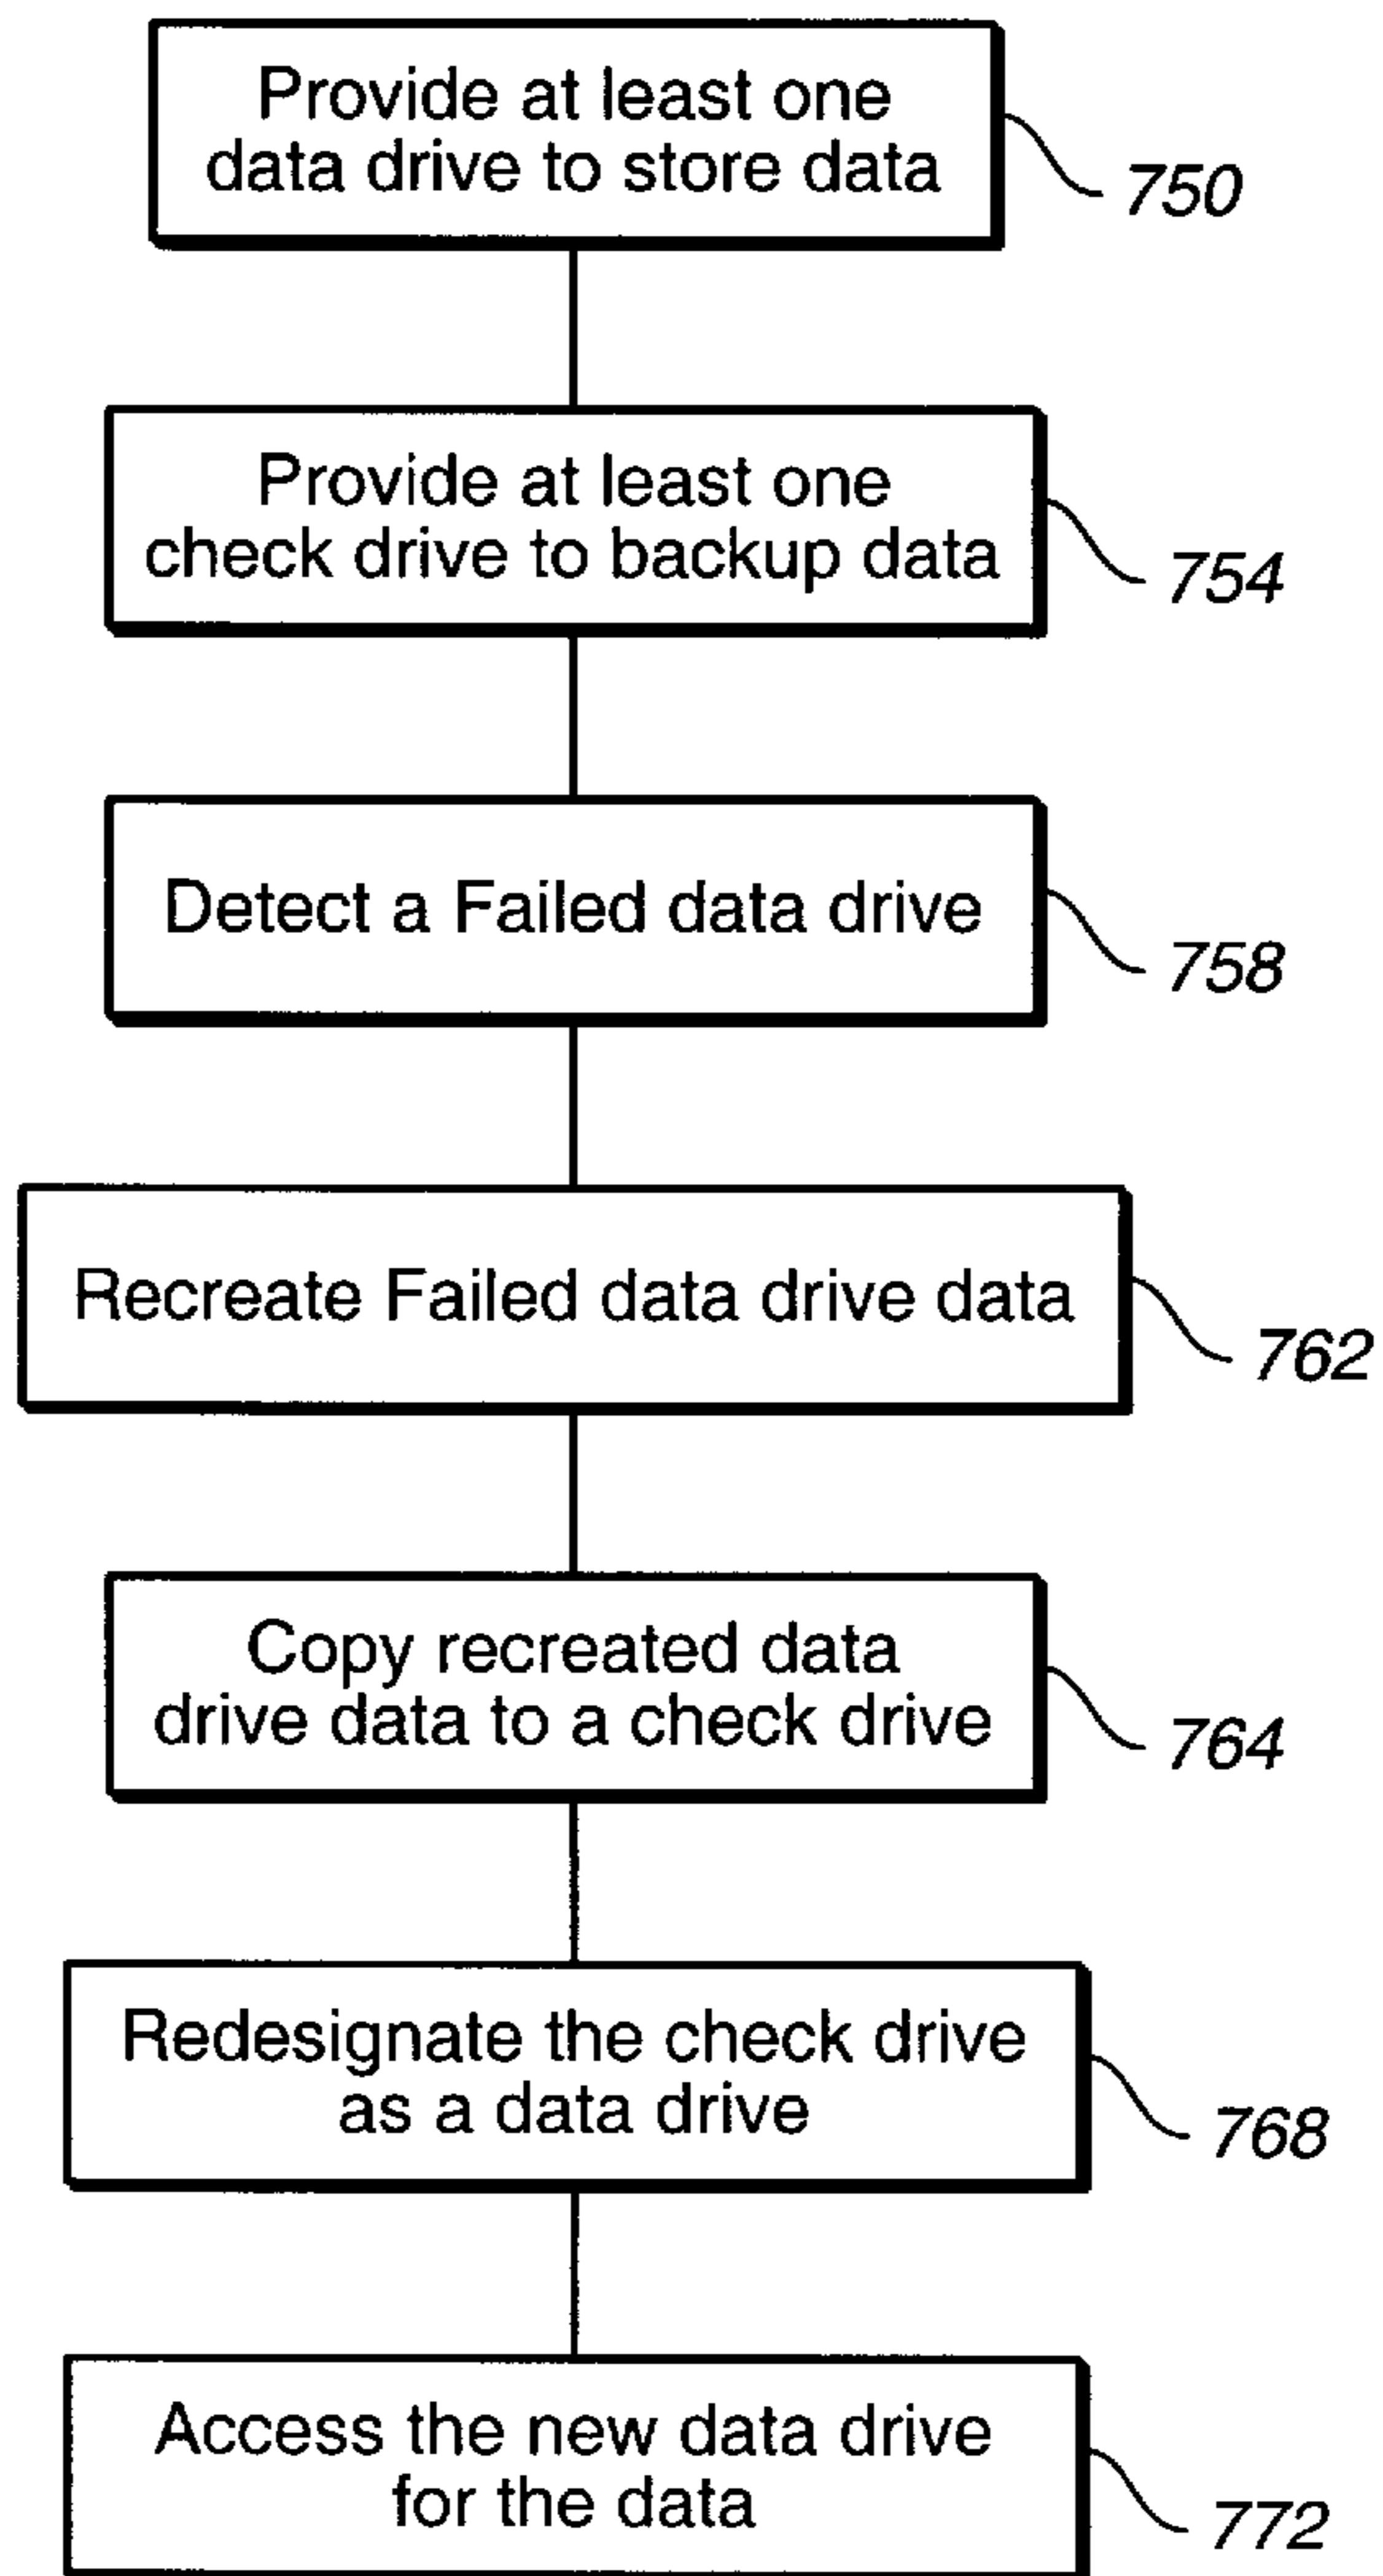 Provide at least one
data drive to store data
750
Provide at least one
check drive to backup data
754
Detect a Failed data drive
758
Recreate Failed data drive data
762
Copy recreated data
drive data to a check drive
764
Redesignate the check drive
as a data drive
768
Access the new data drive
for the data
772